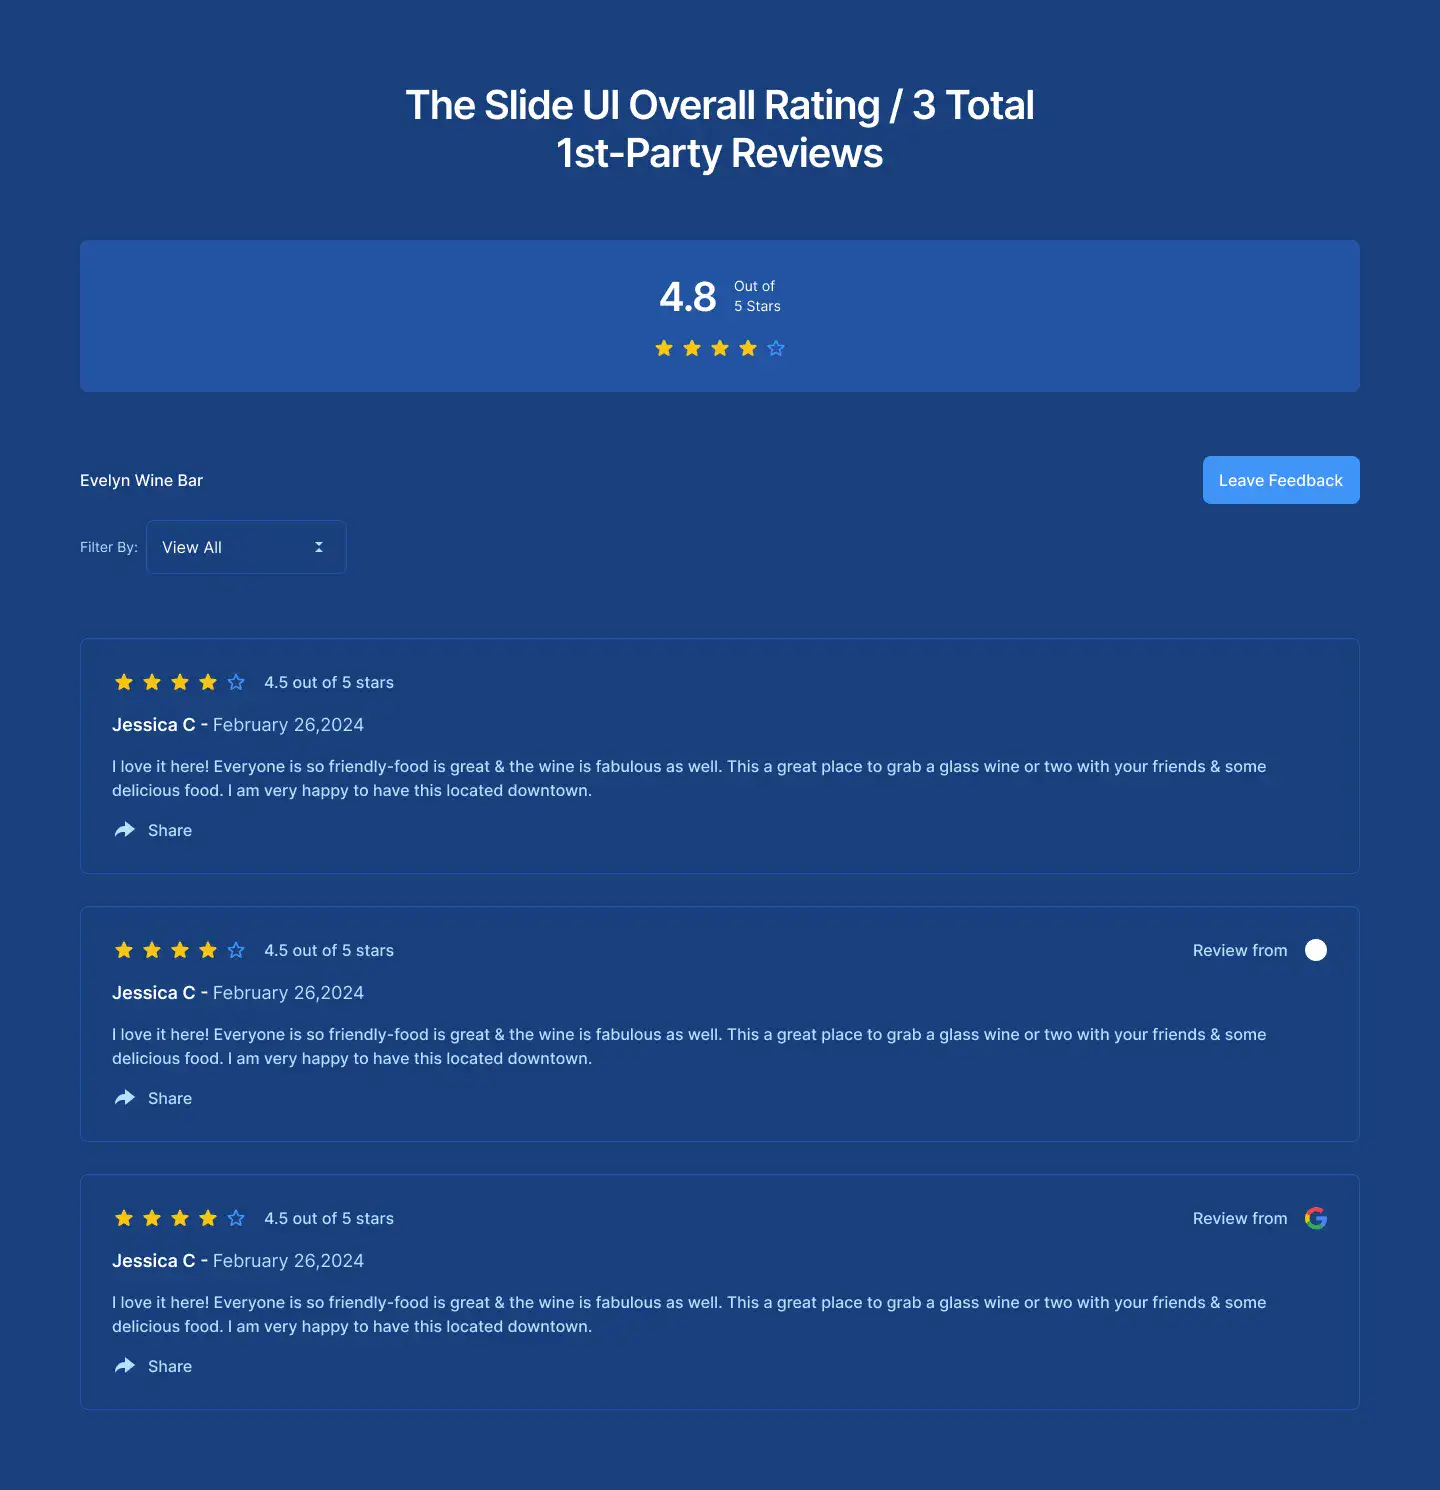 The Slide UI Overall Rating / 3 Total
1st-Party Reviews
4.8
Out of
5 Stars
Evelyn Wine Bar
Leave Feedback
Filter By:
View All
4.5 out of 5 stars
Jessica C - February 26,2024
I love it here! Everyone is so friendly-food is great & the wine is fabulous as well. This a great place to grab a glass wine or two with your friends & some
delicious food. I am very happy to have this located downtown.
Share
4.5 out of 5 stars
Review from
Jessica C - February 26,2024
I love it here! Everyone is so friendly-food is great & the wine is fabulous as well. This a great place to grab a glass wine or two with your friends & some
delicious food. I am very happy to have this located downtown.
Share
4.5 out of 5 stars
Review from
Jessica C - February 26,2024
I love it here! Everyone is so friendly-food is great & the wine is fabulous as well. This a great place to grab a glass wine or two with your friends & some
delicious food. I am very happy to have this located downtown.
Share